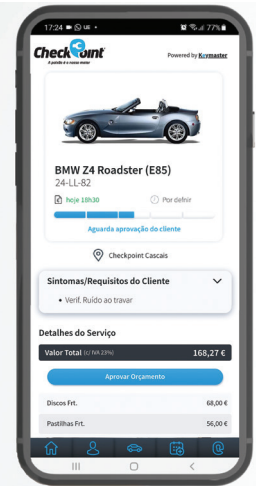 17:24
77%
CheckPoint
A paixão é o nosso motor
Powered by Keymaster
BMW Z4 Roadster (E85)
24-LL-82
hoje 18h30
Por definir
Aguarda aprovação do cliente
Checkpoint Cascais
Sintomas/Requisitos do Cliente
• Verif. Ruído ao travar
Detalhes do Serviço
Valor Total (c/ IVA 23%) 168,27 €
Aprovar Orçamento
Discos Frt. 68,00 €
Pastilhas Frt. 56,00 €